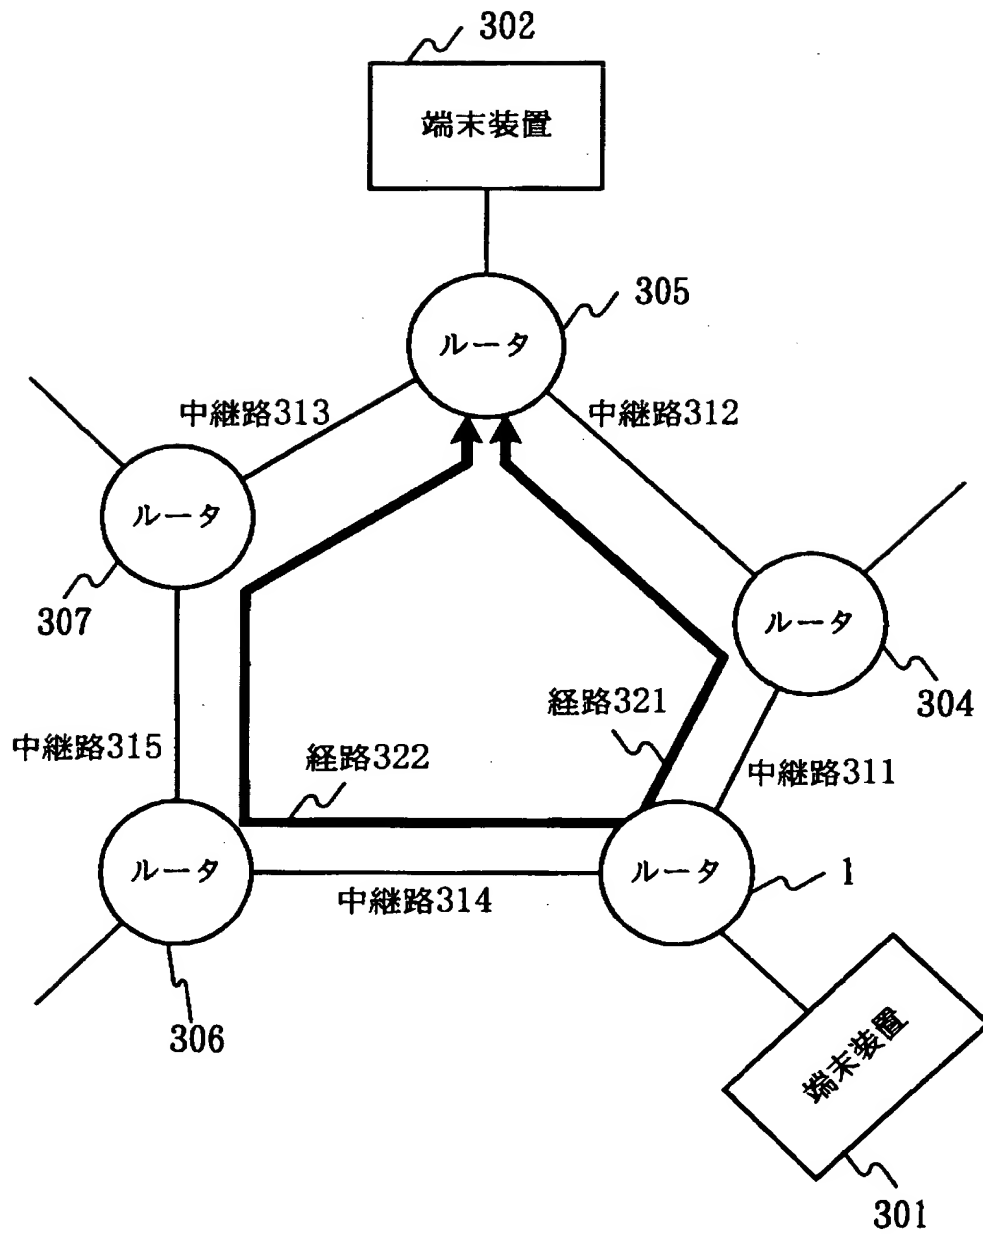 302
端末装置
305
ルータ
中継路313
中継路312
ルータ
307
ルータ
304
経路321
中継路315
経路322
中継路311
ルータ
ルータ
1
中継路314
306
端末装置
301